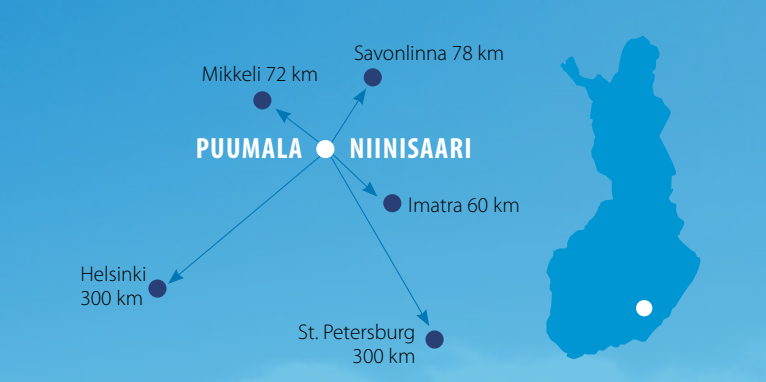 Savonlinna 78 km
Mikkeli 72 km
PUUMALA NIINISAARI
Imatra 60 km
Helsinki
300 km
St. Petersburg
300 km